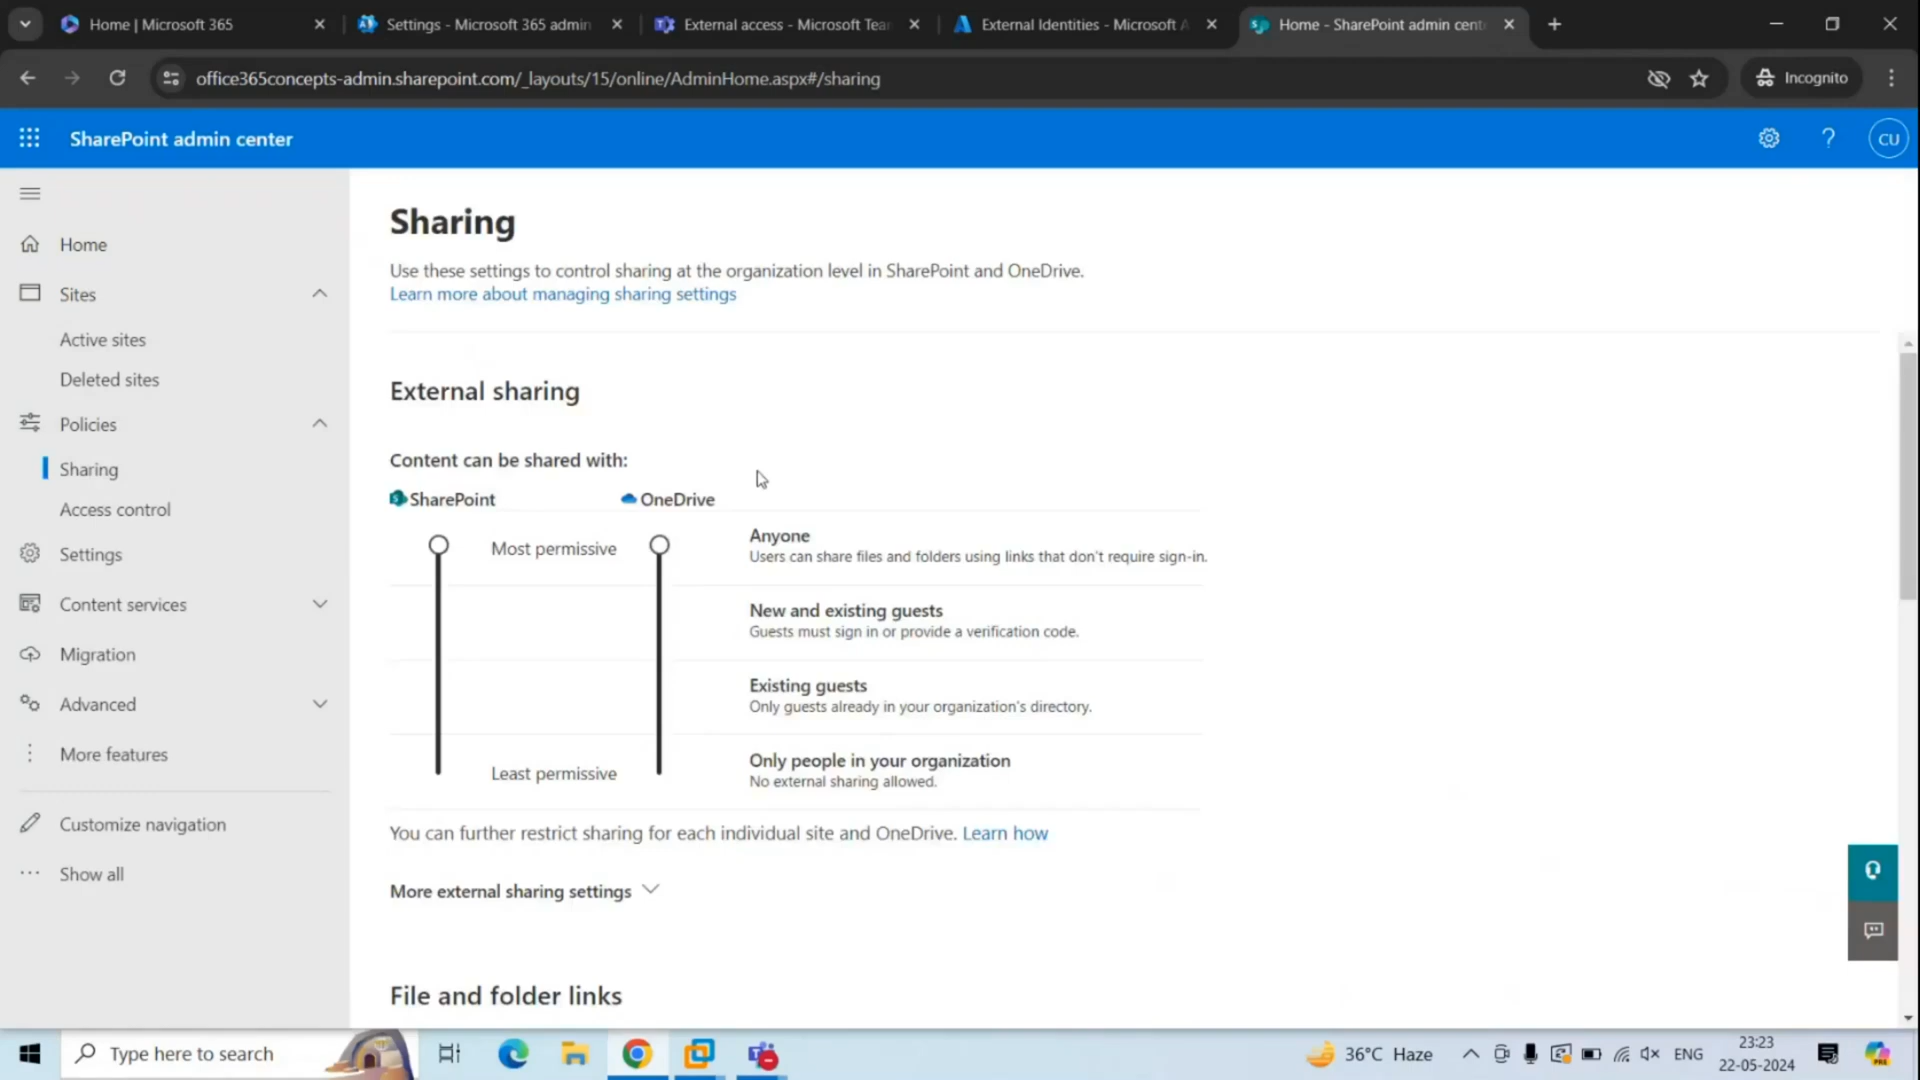 Home | Microsoft 365
Settings - Microsoft 365 admin
External access - Microsoft Tea
External Identities - Microsoft A
Home - SharePoint admin cent
office365concepts-admin.sharepoint.com/_layouts/15/online/AdminHome.aspx#/sharing
Incognito
SharePoint admin center
?
CU
Home
Sites
Active sites
Deleted sites
Policies
Sharing
Access control
Settings
Content services
Migration
Advanced
More features
Customize navigation
Show all
Sharing
Use these settings to control sharing at the organization level in SharePoint and OneDrive.
Learn more about managing sharing settings
External sharing
Content can be shared with:
SharePoint
OneDrive
Most permissive
Anyone
Users can share files and folders using links that don't require sign-in.
New and existing guests
Guests must sign in or provide a verification code.
Existing guests
Only guests already in your organization's directory.
Least permissive
Only people in your organization
No external sharing allowed.
You can further restrict sharing for each individual site and OneDrive. Learn how
More external sharing settings
File and folder links
Type here to search
36°C Haze
ENG
23:23
22-05-2024
PRE